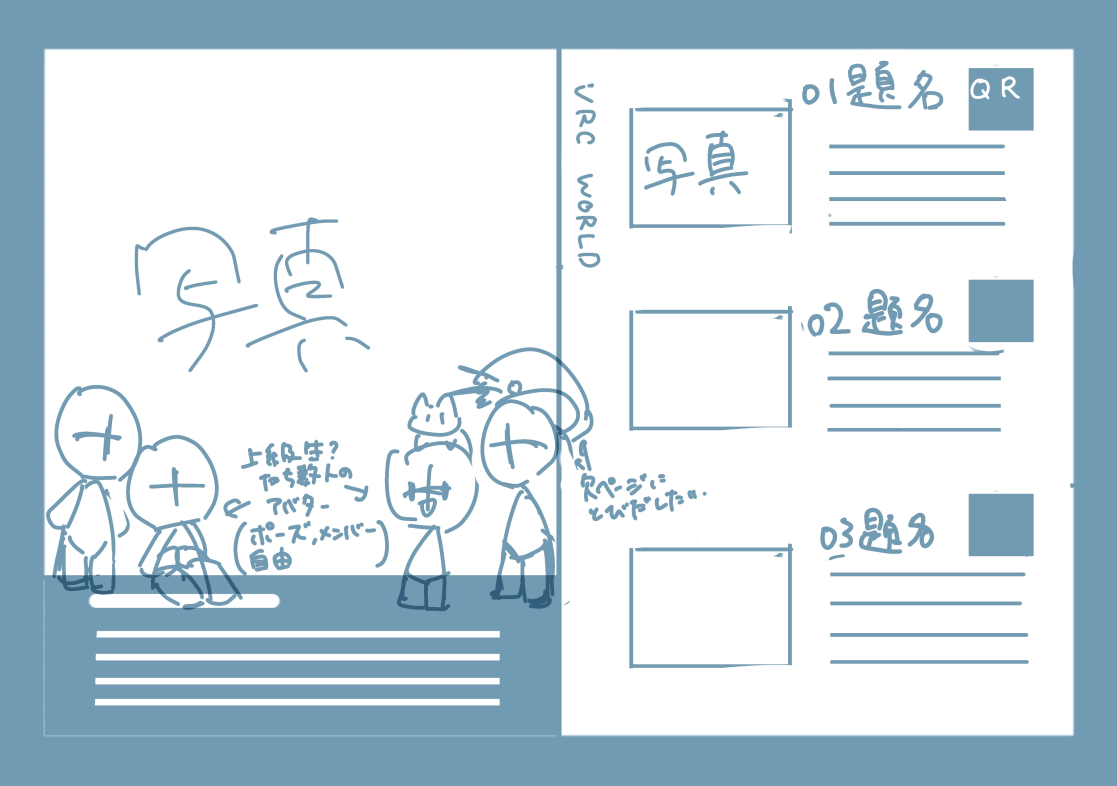 写真
上級生?
たち数人の
アバター
(ポーズ,メンバー
自由)
次ページに
とびだしたい.
VRC WORLD
写真
01題名
QR
02題名
03題名